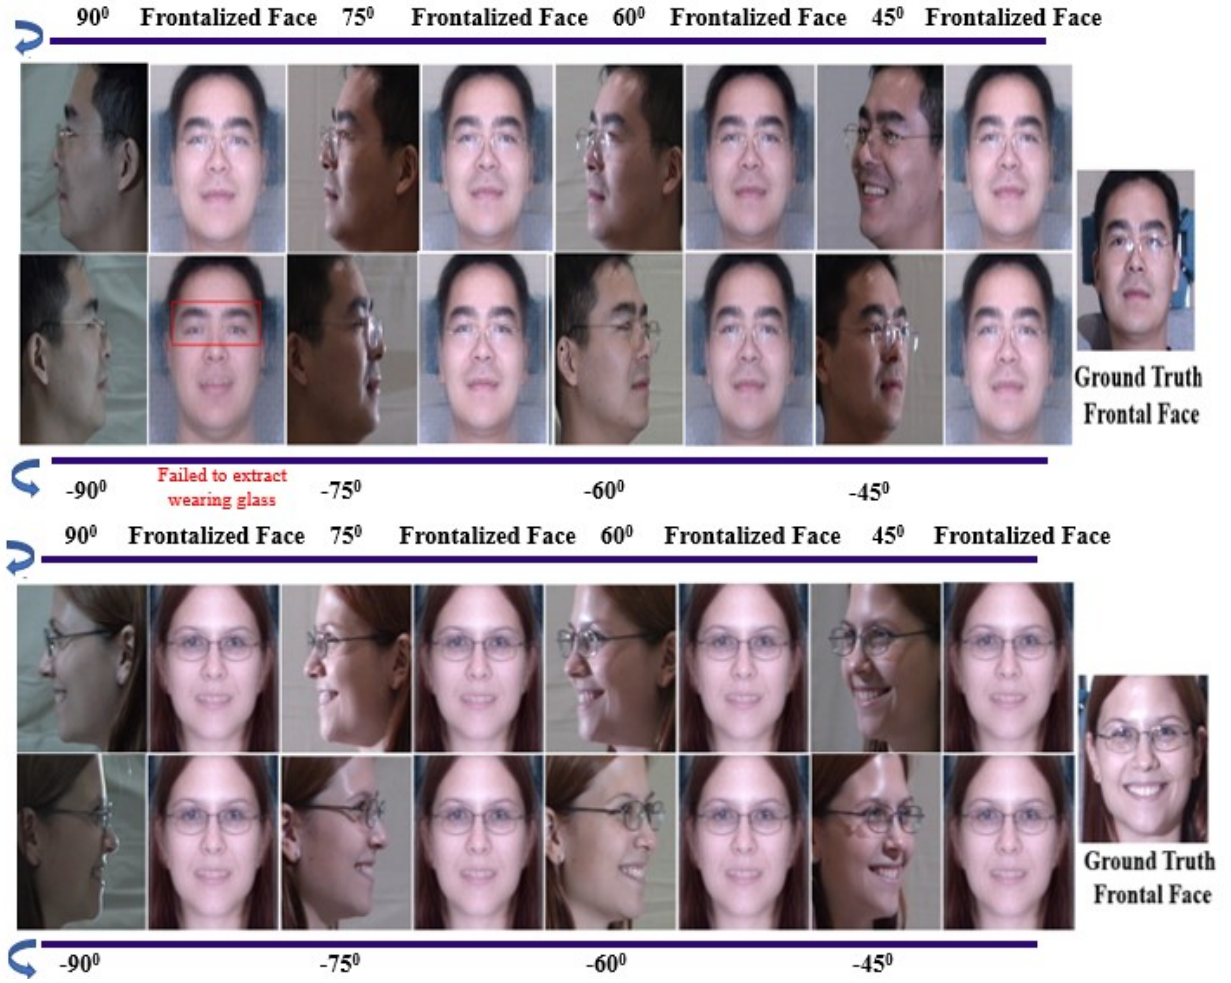 90⁰ Frontalized Face 75⁰ Frontalized Face 60⁰ Frontalized Face 45⁰ Frontalized Face
Ground Truth
Frontal Face
-90⁰ Failed to extract wearing glass -75⁰ -60⁰ -45⁰
90⁰ Frontalized Face 75⁰ Frontalized Face 60⁰ Frontalized Face 45⁰ Frontalized Face
Ground Truth
Frontal Face
-90⁰ -75⁰ -60⁰ -45⁰